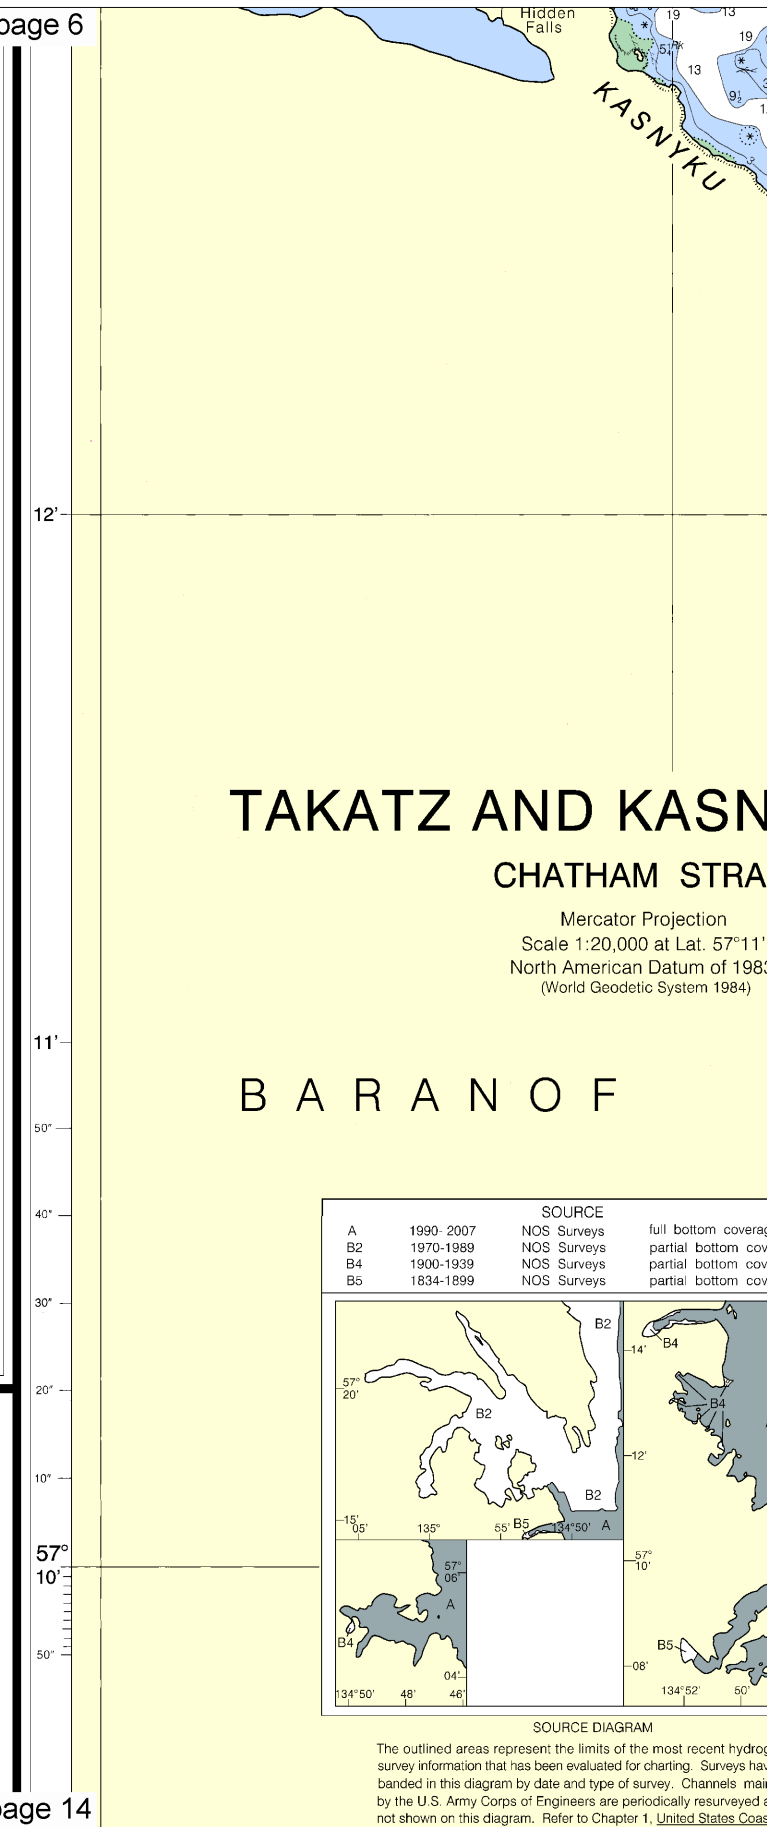 page 6
Hidden
Falls
19
13
19
5¼ Rk
13
9½
3
KASNYKU
12'
TAKATZ AND KASN
CHATHAM STRA
Mercator Projection
Scale 1:20,000 at Lat. 57°11'
North American Datum of 1983
(World Geodetic System 1984)
11'
BARANOF
50"
40"
30"
20"
10"
57°
10'
50"
SOURCE
A 1990- 2007 NOS Surveys full bottom coverag
B2 1970-1989 NOS Surveys partial bottom cov
B4 1900-1939 NOS Surveys partial bottom cov
B5 1834-1899 NOS Surveys partial bottom cov
B2
B4
14'
57°
20'
B2
B4
12'
B2
15'
B5
A
05' 135° 55' 134°50'
57°
10'
57°
06'
A
B4
B5
04'
08'
134°50' 48' 46'
134°52' 50'
SOURCE DIAGRAM
The outlined areas represent the limits of the most recent hydrog
survey information that has been evaluated for charting. Surveys hav
banded in this diagram by date and type of survey. Channels mai
by the U.S. Army Corps of Engineers are periodically resurveyed a
not shown on this diagram. Refer to Chapter 1, United States Coas
page 14